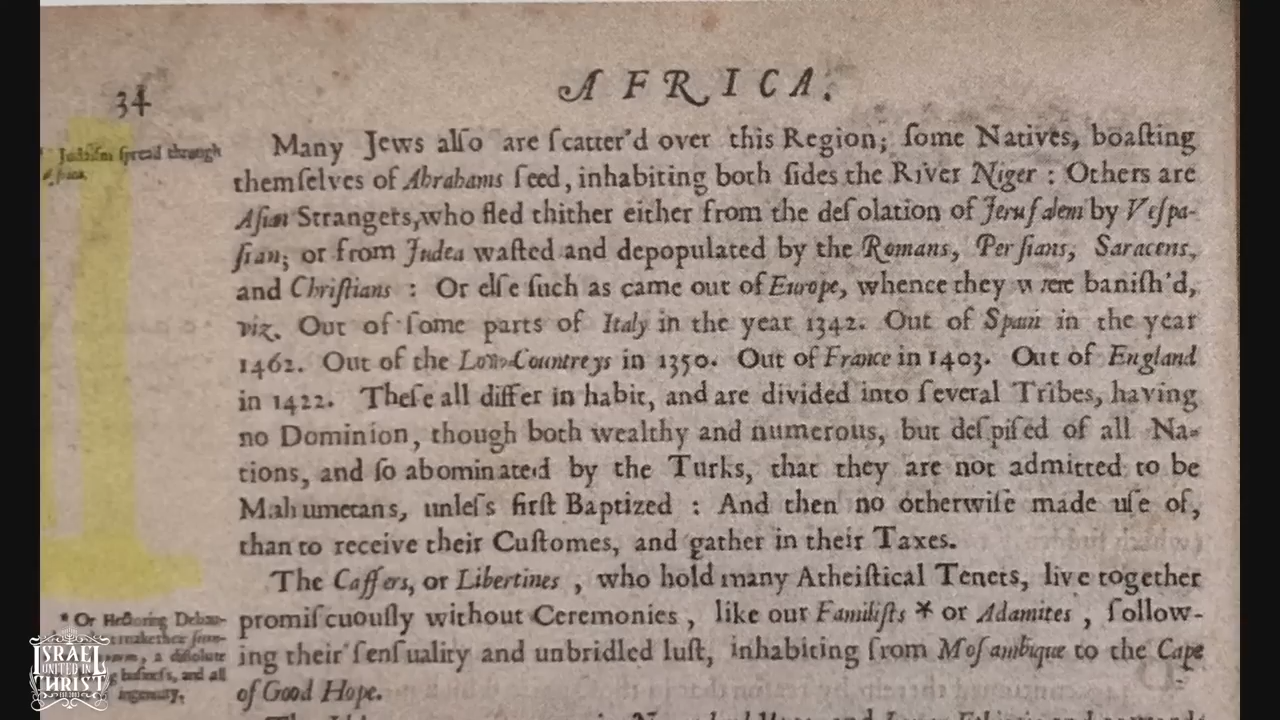 34
AFRICA.
Judaism spread through
Africa.
Many Jews alſo are ſcatter'd over this Region; ſome Natives, boaſting
themſelves of Abrahams ſeed, inhabiting both ſides the River Niger : Others are
Aſian Strangers, who fled thither either from the deſolation of Jeruſalem by Veſpa-
ſian; or from Judea waſted and depopulated by the Romans, Perſians, Saracens,
and Chriſtians : Or elſe ſuch as came out of Europe, whence they were baniſh'd,
viz. Out of ſome parts of Italy in the year 1342. Out of Spain in the year
1462. Out of the Low-Countreys in 1350. Out of France in 1403. Out of England
in 1422. Theſe all differ in habit, and are divided into ſeveral Tribes, having
no Dominion, though both wealthy and numerous, but deſpiſed of all Na-
tions, and ſo abominated by the Turks, that they are not admitted to be
Mahumetans, unleſs firſt Baptized : And then no otherwiſe made uſe of,
than to receive their Cuſtomes, and gather in their Taxes.
The Caffers, or Libertines, who hold many Atheiſtical Tenets, live together
promiſcuouſly without Ceremonies, like our Familiſts * or Adamites, follow-
ing their ſenſuality and unbridled luſt, inhabiting from Moſambique to the Cape
of Good Hope.
* Or Hectoring Debau-
make their
a diſſolute
buſineſs, and all
ingenuity.
ISRAEL
UNITED IN
CHRIST